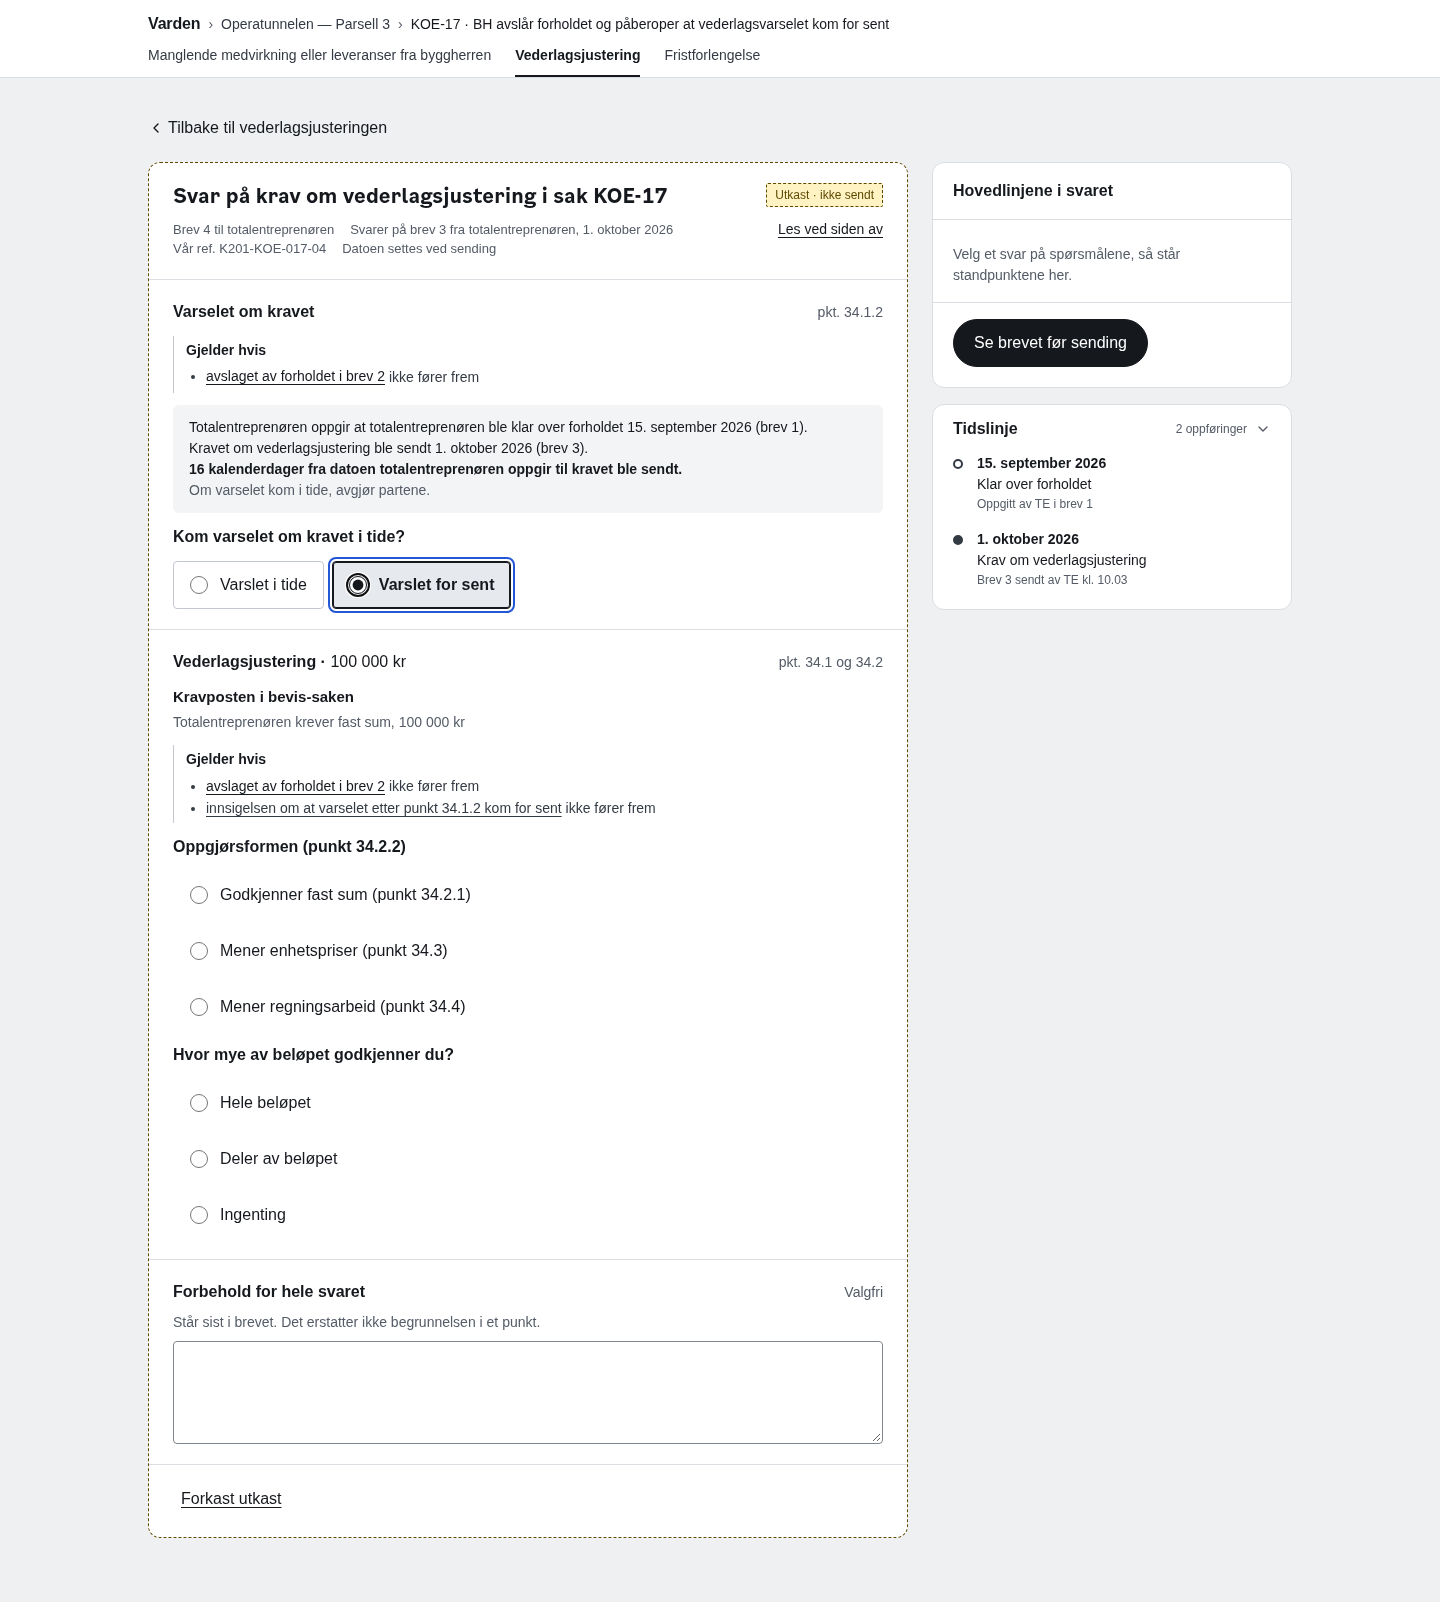 Varden › Operatunnelen — Parsell 3 › KOE-17 · BH avslår forholdet og påberoper at vederlagsvarselet kom for sent
Manglende medvirkning eller leveranser fra byggherren Vederlagsjustering Fristforlengelse
Tilbake til vederlagsjusteringen
Svar på krav om vederlagsjustering i sak KOE-17
Utkast · ikke sendt
Brev 4 til totalentreprenøren Svarer på brev 3 fra totalentreprenøren, 1. oktober 2026
Les ved siden av
Vår ref. K201-KOE-017-04 Datoen settes ved sending
Varselet om kravet
pkt. 34.1.2
Gjelder hvis
• avslaget av forholdet i brev 2 ikke fører frem
Totalentreprenøren oppgir at totalentreprenøren ble klar over forholdet 15. september 2026 (brev 1).
Kravet om vederlagsjustering ble sendt 1. oktober 2026 (brev 3).
16 kalenderdager fra datoen totalentreprenøren oppgir til kravet ble sendt.
Om varselet kom i tide, avgjør partene.
Kom varselet om kravet i tide?
Varslet i tide Varslet for sent
Vederlagsjustering · 100 000 kr
pkt. 34.1 og 34.2
Kravposten i bevis-saken
Totalentreprenøren krever fast sum, 100 000 kr
Gjelder hvis
• avslaget av forholdet i brev 2 ikke fører frem
• innsigelsen om at varselet etter punkt 34.1.2 kom for sent ikke fører frem
Oppgjørsformen (punkt 34.2.2)
Godkjenner fast sum (punkt 34.2.1)
Mener enhetspriser (punkt 34.3)
Mener regningsarbeid (punkt 34.4)
Hvor mye av beløpet godkjenner du?
Hele beløpet
Deler av beløpet
Ingenting
Forbehold for hele svaret
Valgfri
Står sist i brevet. Det erstatter ikke begrunnelsen i et punkt.
Forkast utkast
Hovedlinjene i svaret
Velg et svar på spørsmålene, så står
standpunktene her.
Se brevet før sending
Tidslinje
2 oppføringer
15. september 2026
Klar over forholdet
Oppgitt av TE i brev 1
1. oktober 2026
Krav om vederlagsjustering
Brev 3 sendt av TE kl. 10.03